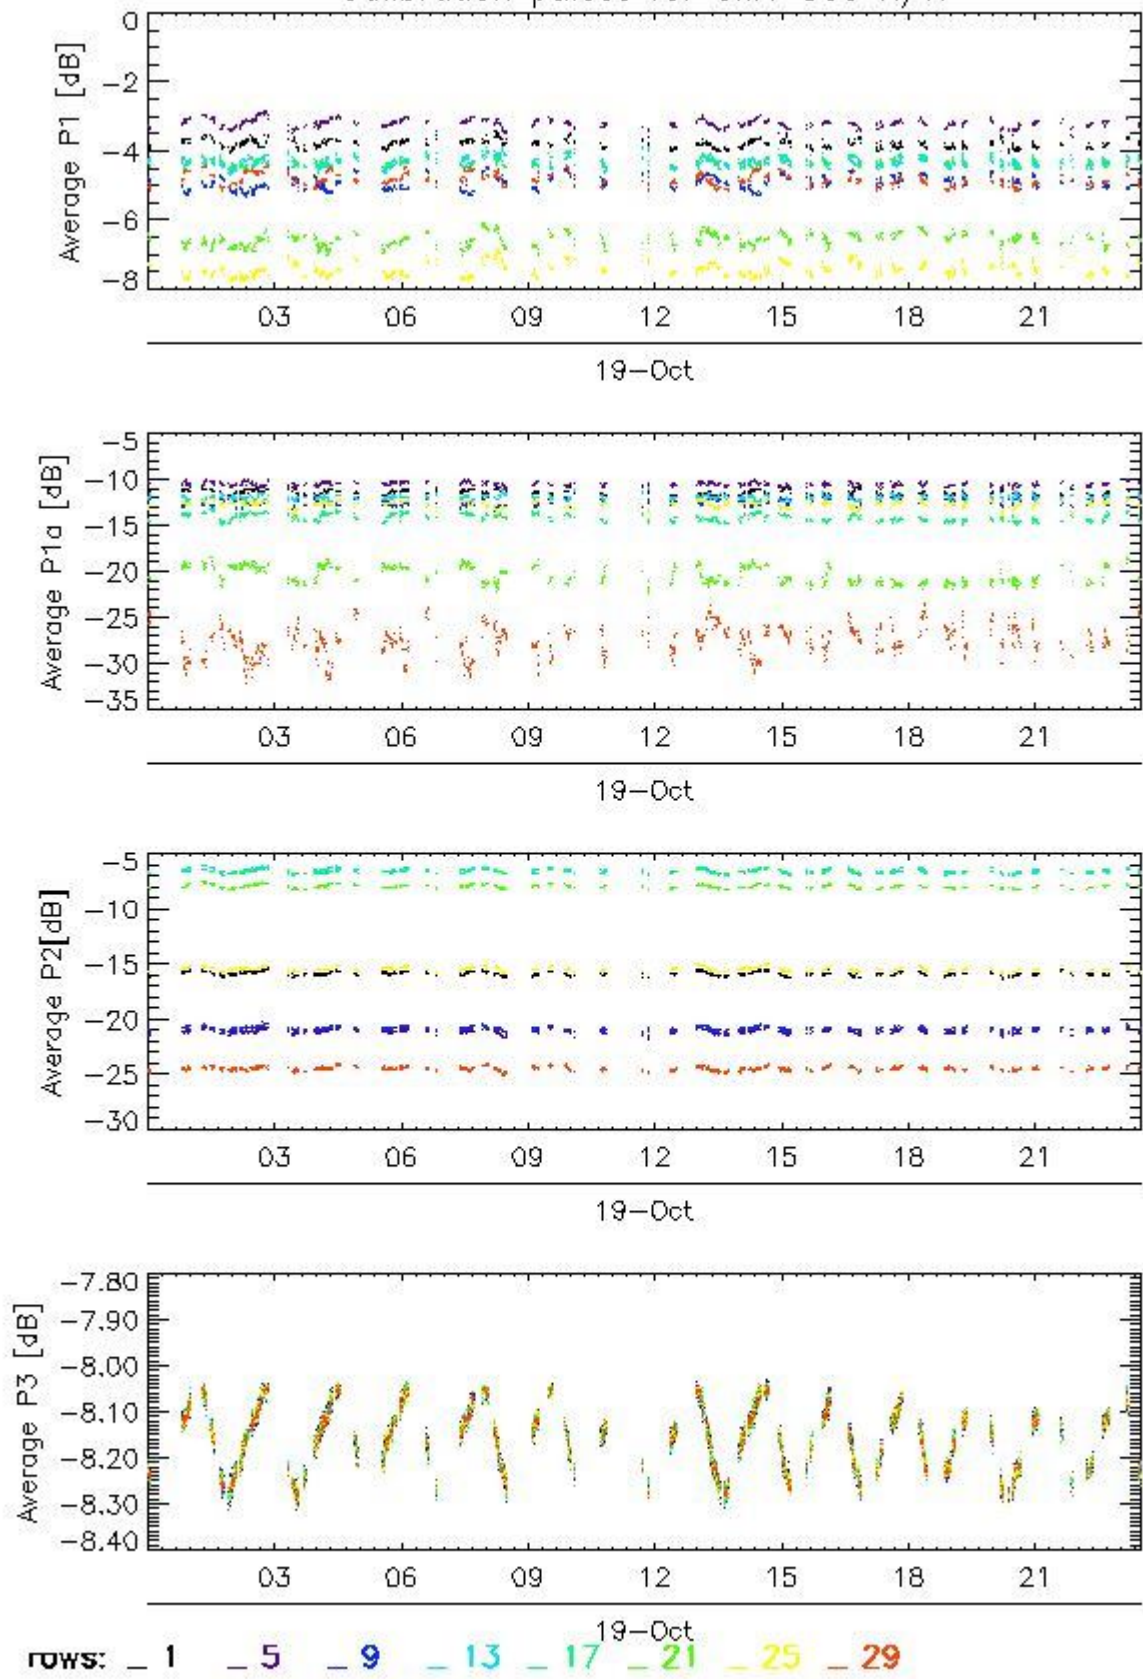 0
-2
-4
-6
-8
Average P1 [dB]
03 06 09 12 15 18 21
19-Oct
-5
-10
-15
-20
-25
-30
-35
Average P1a [dB]
03 06 09 12 15 18 21
19-Oct
-5
-10
-15
-20
-25
-30
Average P2[dB]
03 06 09 12 15 18 21
19-Oct
-7.80
-7.90
-8.00
-8.10
-8.20
-8.30
-8.40
Average P3 [dB]
03 06 09 12 15 18 21
19-Oct
rows: _ 1 _ 5 _ 9 _ 13 _ 17 _ 21 _ 25 _ 29